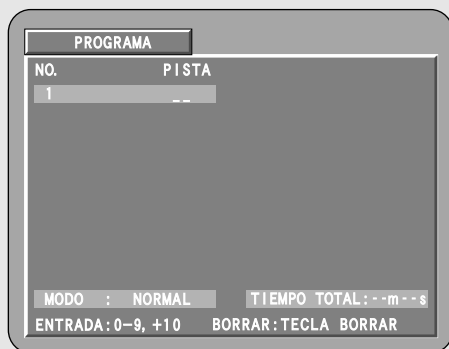 PROGRAMA
NO. PISTA
1 __
MODO : NORMAL TIEMPO TOTAL:--m--s
ENTRADA:0-9,+10 BORRAR:TECLA BORRAR